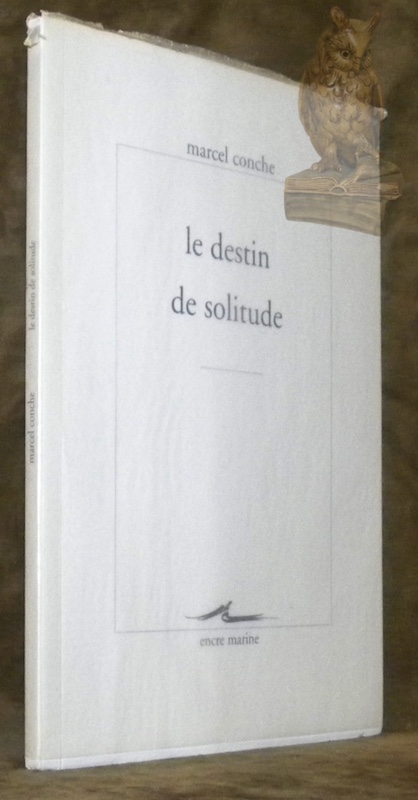 marcel conche
le destin
de solitude
encre marine
marcel conche
le destin de solitude